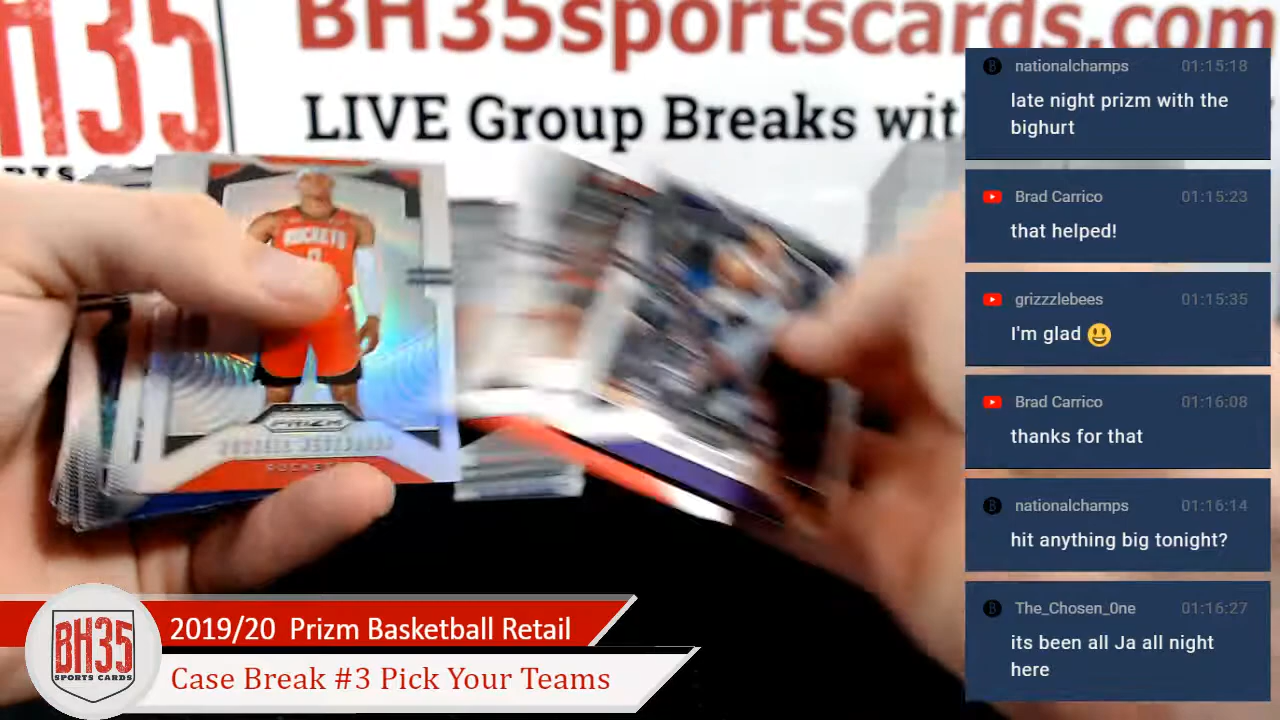 BH35sportscards.com
LIVE Group Breaks wit
H35
ROCKETS
PRIZM
nationalchamps 01:15:18
late night prizm with the
bighurt
Brad Carrico 01:15:23
that helped!
grizzzlebees 01:15:35
I'm glad 😃
Brad Carrico 01:16:08
thanks for that
nationalchamps 01:16:14
hit anything big tonight?
The_Chosen_0ne 01:16:27
its been all Ja all night
here
BH35
SPORTS CARDS
2019/20 Prizm Basketball Retail
Case Break #3 Pick Your Teams